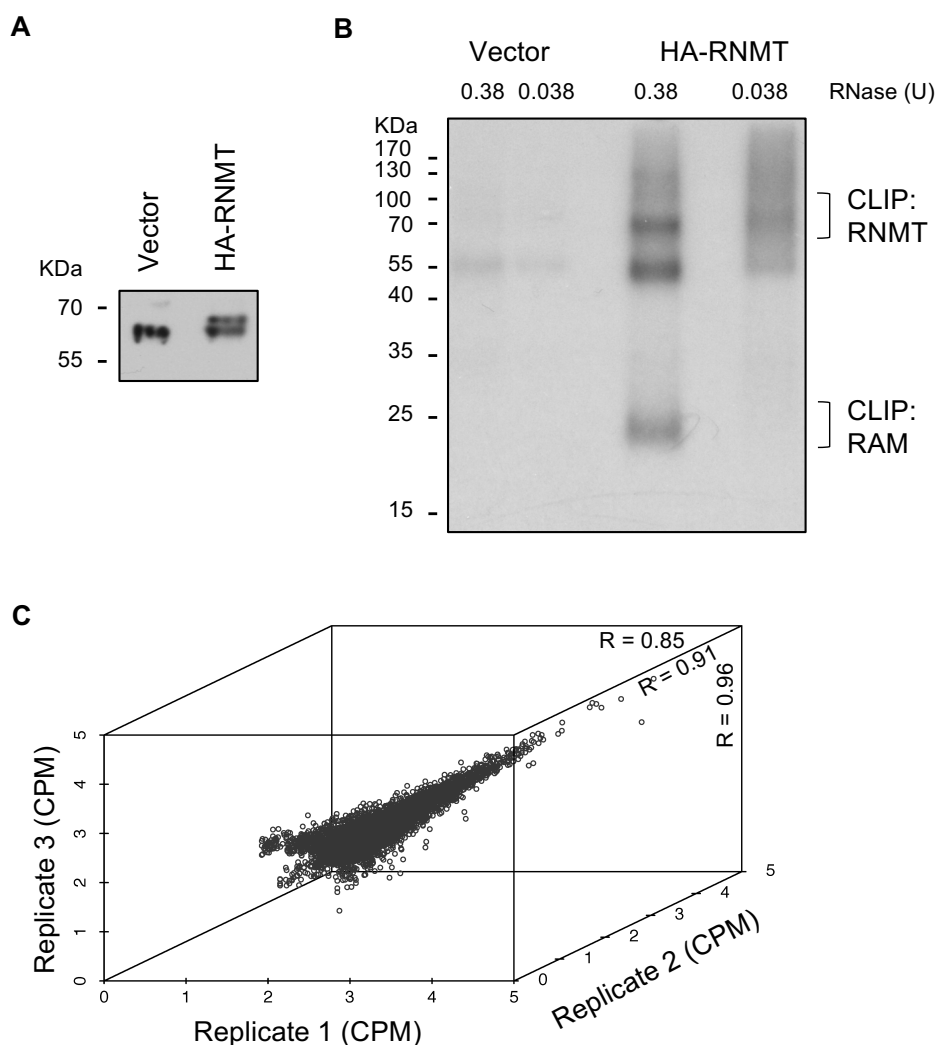 A
Vector
HA-RNMT
KDa
70
55
B
Vector HA-RNMT
0.38 0.038 0.38 0.038 RNase (U)
KDa
170
130
100
70
55
40
35
25
15
CLIP:
RNMT
CLIP:
RAM
C
R = 0.85
R = 0.91
R = 0.96
5
4
3
2
1
0
Replicate 3 (CPM)
0 1 2 3 4 5
Replicate 1 (CPM)
0 1 2 3 4 5
Replicate 2 (CPM)